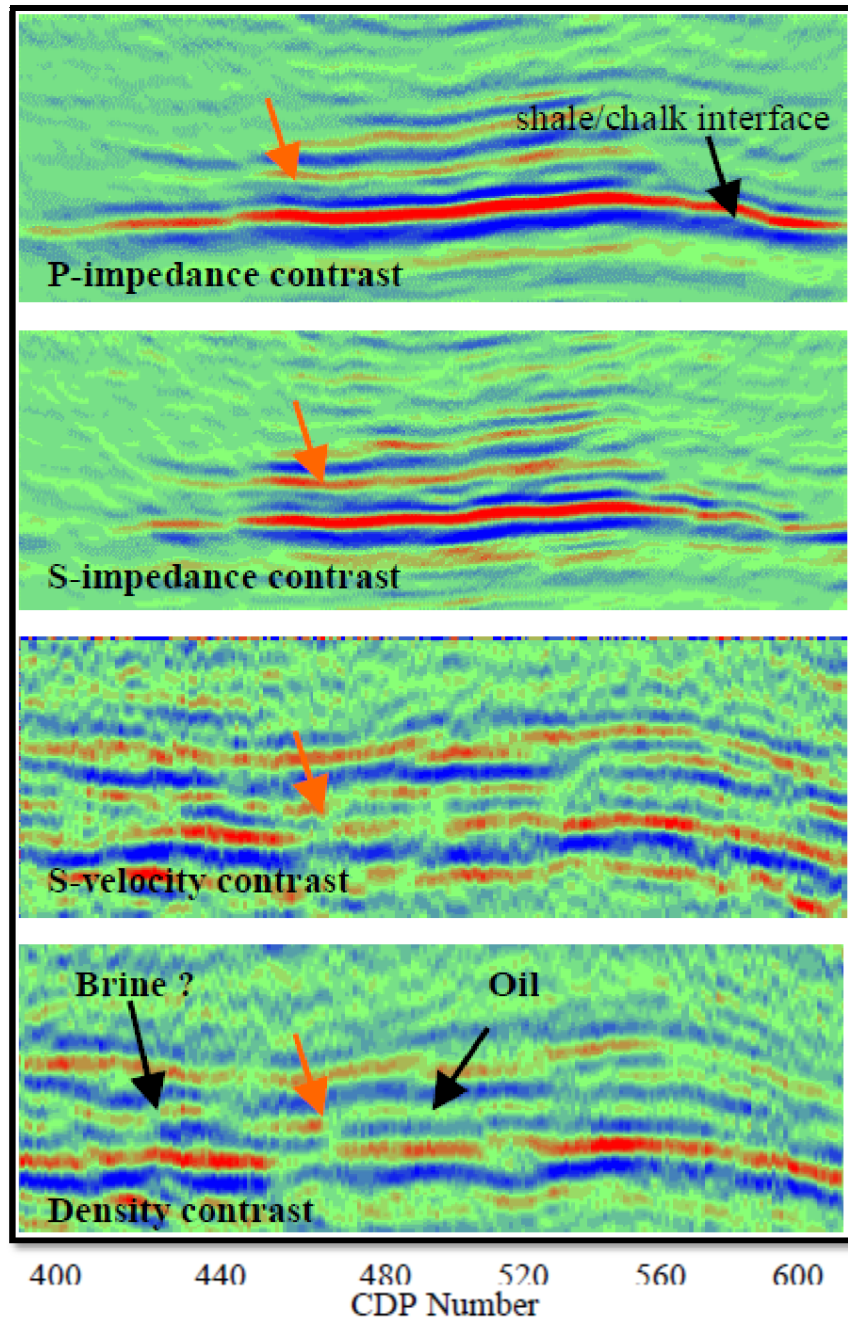 shale/chalk interface
P-impedance contrast
S-impedance contrast
S-velocity contrast
Brine ?
Oil
Density contrast
400 440 480 520 560 600
CDP Number